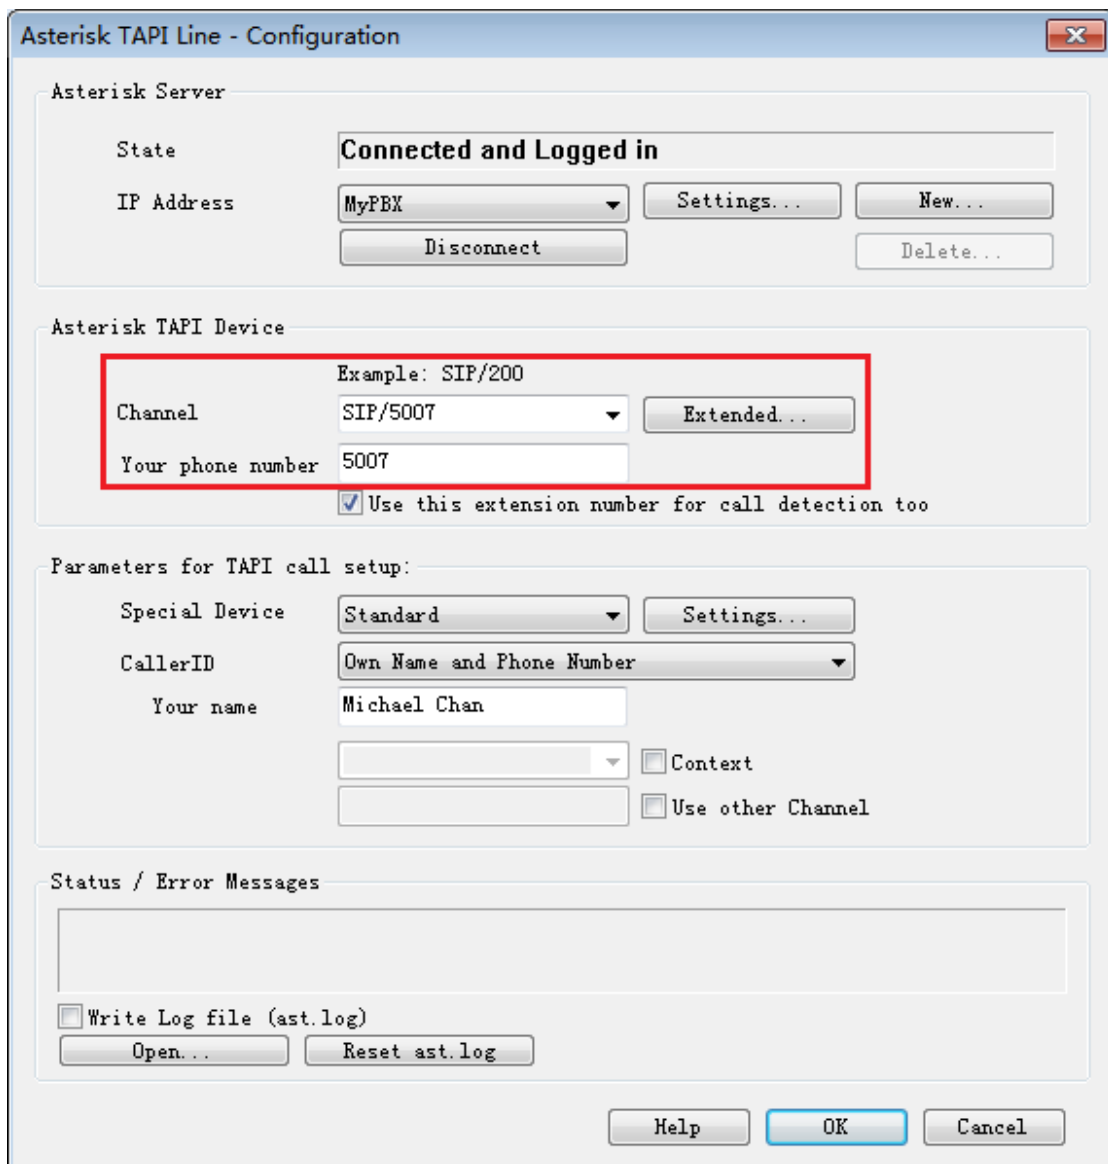 Asterisk TAPI Line - Configuration
Asterisk Server
State Connected and Logged in
IP Address MyPBX Settings... New...
Disconnect Delete...
Asterisk TAPI Device
Example: SIP/200
Channel SIP/5007 Extended...
Your phone number 5007
Use this extension number for call detection too
Parameters for TAPI call setup:
Special Device Standard Settings...
CallerID Own Name and Phone Number
Your name Michael Chan
Context
Use other Channel
Status / Error Messages
Write Log file (ast.log)
Open... Reset ast.log
Help OK Cancel